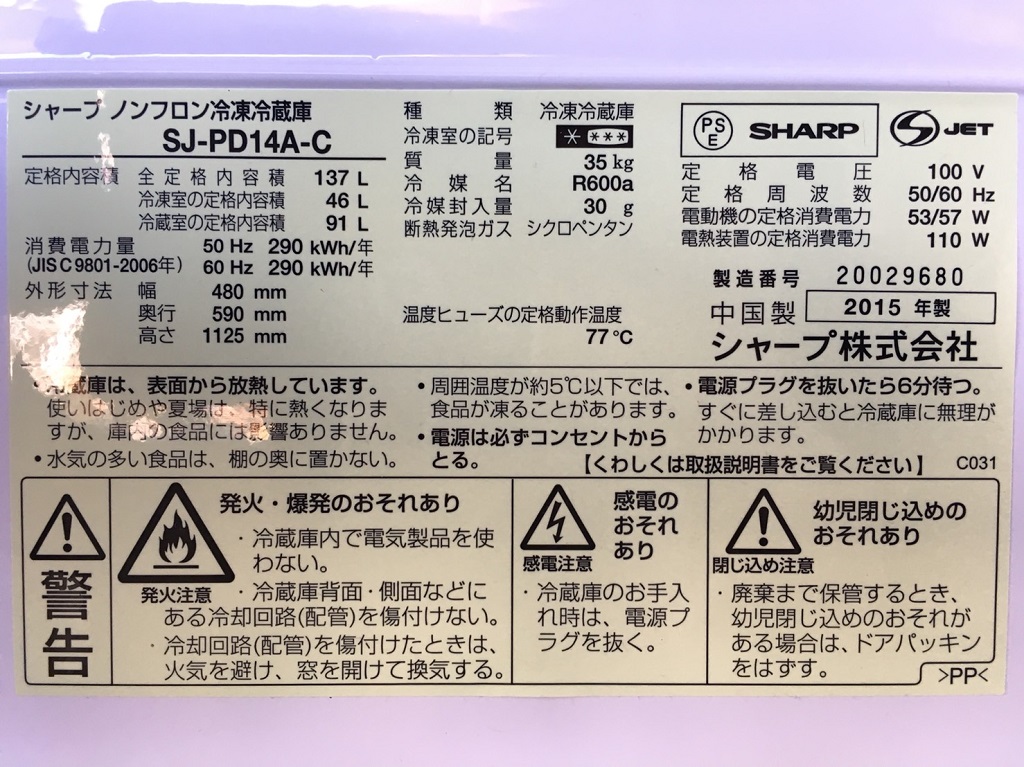 シャープ ノンフロン冷凍冷蔵庫
SJ-PD14A-C
定格内容積 全定格内容積 137 L
冷凍室の定格内容積 46 L
冷蔵室の定格内容積 91 L
消費電力量 50 Hz 290 kWh/年
(JIS C 9801-2006年) 60 Hz 290 kWh/年
外形寸法 幅 480 mm
奥行 590 mm
高さ 1125 mm
種類 冷凍冷蔵庫
冷凍室の記号 * ***
質量 35 kg
冷媒名 R600a
冷媒封入量 30 g
断熱発泡ガス シクロペンタン
温度ヒューズの定格動作温度
77℃
PSE SHARP JET
定格電圧 100 V
定格周波数 50/60 Hz
電動機の定格消費電力 53/57 W
電熱装置の定格消費電力 110 W
製造番号 20029680
中国製 2015 年製
シャープ株式会社
・冷蔵庫は、表面から放熱しています。
使いはじめや夏場は、特に熱くなりま
すが、庫内の食品には影響ありません。
・水気の多い食品は、棚の奥に置かない。
・周囲温度が約5℃以下では、
食品が凍ることがあります。
・電源は必ずコンセントから
とる。
・電源プラグを抜いたら6分待つ。
すぐに差し込むと冷蔵庫に無理が
かかります。
【くわしくは取扱説明書をご覧ください】 C031
警告
発火・爆発のおそれあり
発火注意
・冷蔵庫内で電気製品を使
わない。
・冷蔵庫背面・側面などに
ある冷却回路(配管)を傷付けない。
・冷却回路(配管)を傷付けたときは、
火気を避け、窓を開けて換気する。
感電の
おそれ
あり
感電注意
・冷蔵庫のお手入
れ時は、電源プ
ラグを抜く。
幼児閉じ込めの
おそれあり
閉じ込め注意
・廃棄まで保管するとき、
幼児閉じ込めのおそれが
ある場合は、ドアパッキン
をはずす。
>PP<